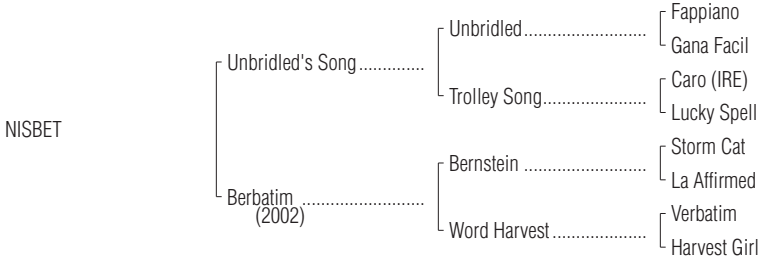 Fappiano
Unbridled..........................
Gana Facil
Unbridled's Song..............
Caro (IRE)
Trolley Song......................
Lucky Spell
NISBET
Storm Cat
Bernstein ..........................
La Affirmed
Berbatim ..........................
(2002)
Verbatim
Word Harvest....................
Harvest Girl